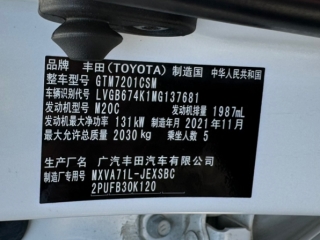 品牌 丰田(TOYOTA) 制造国 中华人民共和国
整车型号 GTM7201CSM
车辆识别代号 LVGB674K1MG137681
发动机型号 M20C 发动机排量 1987mL
发动机最大净功率 131kW 制造年月 2021年11月
最大允许总质量 2030kg 乘坐人数 5
生产厂名: 广汽丰田汽车有限公司
制造厂专用号: MXVA71L-JEXSBC
2PUFB30K120